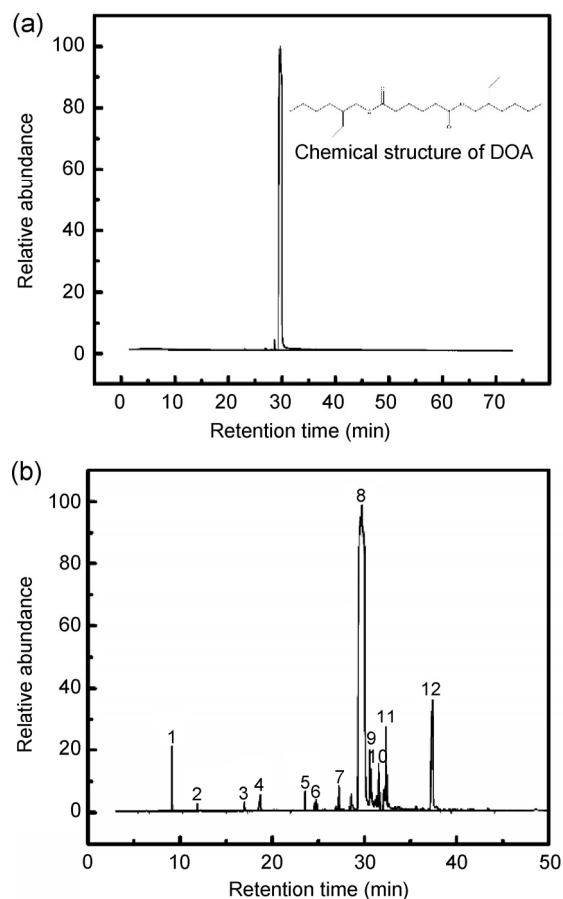 (a)
100
80
60
40
20
0
Relative abundance
Chemical structure of DOA
0 10 20 30 40 50 60 70
Retention time (min)
(b)
100
80
60
40
20
0
Relative abundance
1
2
3
4
5
6
7
8
9
10
11
12
0 10 20 30 40 50
Retention time (min)